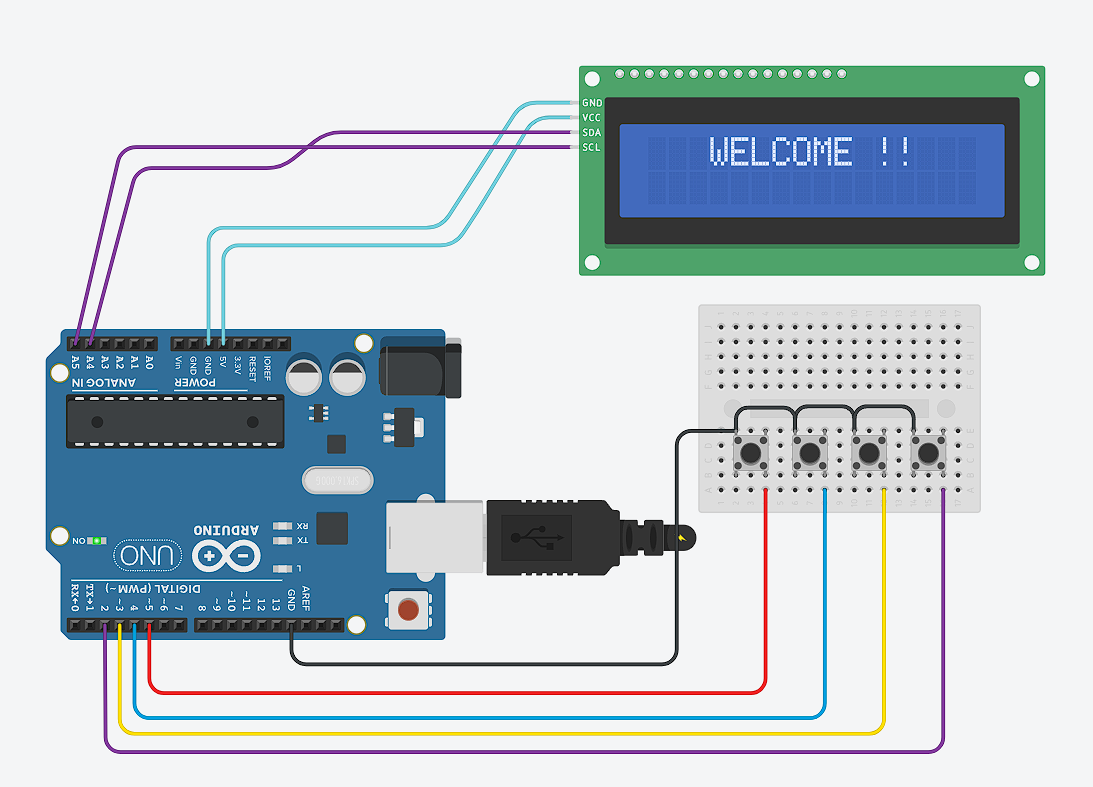 GND
VCC
SDA
SCL
WELCOME !!
A5
A4
A3
A2
A1
A0
ANALOG IN
Vin
GND
GND
5V
3.3V
RESET
IOREF
POWER
ARDUINO
UNO
ON
RX
TX
L
DIGITAL (PWM~)
RX←0
TX→1
2
~3
4
~5
~6
7
8
~9
~10
~11
12
13
GND
AREF